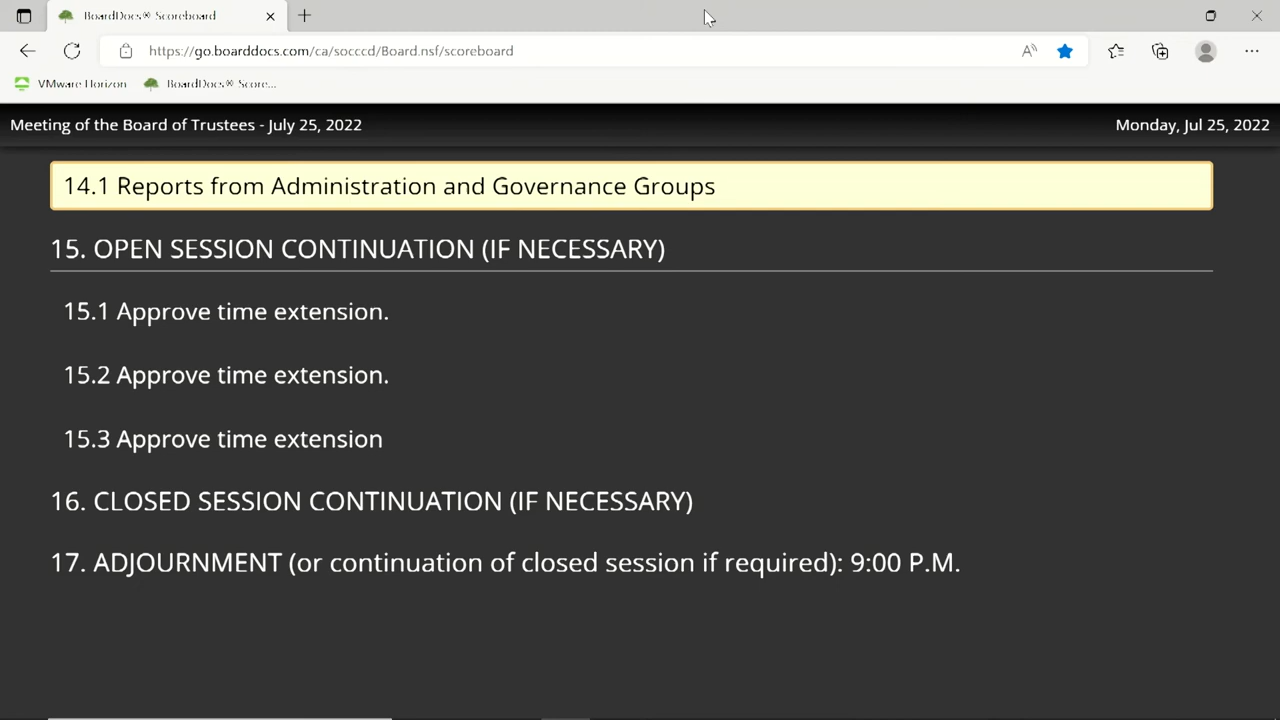 BoardDocs® Scoreboard
https://go.boarddocs.com/ca/socccd/Board.nsf/scoreboard
VMware Horizon
BoardDocs® Score...
Meeting of the Board of Trustees - July 25, 2022
Monday, Jul 25, 2022
14.1 Reports from Administration and Governance Groups
15. OPEN SESSION CONTINUATION (IF NECESSARY)
15.1 Approve time extension.
15.2 Approve time extension.
15.3 Approve time extension
16. CLOSED SESSION CONTINUATION (IF NECESSARY)
17. ADJOURNMENT (or continuation of closed session if required): 9:00 P.M.